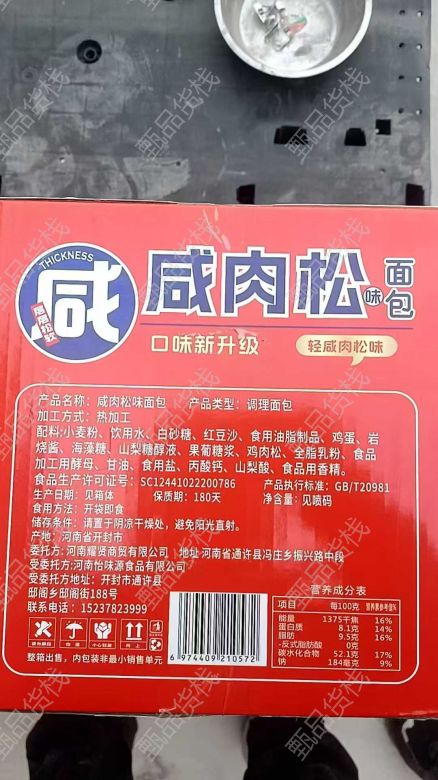 THICKNESS
咸
层层松软
咸肉松味面包
口味新升级
轻咸肉松味
产品名称：咸肉松味面包 产品类型：调理面包
加工方式：热加工
配料:小麦粉、饮用水、白砂糖、红豆沙、食用油脂制品、鸡蛋、岩
烧酱、海藻糖、山梨糖醇液、果葡糖浆、鸡肉松、全脂乳粉、食品
加工用酵母、甘油、食用盐、丙酸钙、山梨酸、食品用香精。
食品生产许可证号：SC12441022200786 产品执行标准：GB/T20981
生产日期：见箱体 保质期：180天 净含量：见喷码
食用方法：开袋即食
储存条件：请置于阴凉干燥处，避免阳光直射。
产地：河南省开封市
委托方：河南耀贤商贸有限公司 | 地址:河南省通许县冯庄乡振兴路中段
受委托方：河南怡味源食品有限公司
受委托方地址：开封市通许县
邸阁乡邸阁街188号
联系电话：15237823999
营养成分表
项目 每100克 营养素参考值%
能量 1375千焦 16%
蛋白质 8.1克 14%
脂肪 9.5克 16%
-反式脂肪酸 0克
碳水化合物 52.1克 17%
钠 184毫克 9%
6 974409 210572
小心轻放
向上
整箱出售，内包装非最小销售单元
甄品货栈